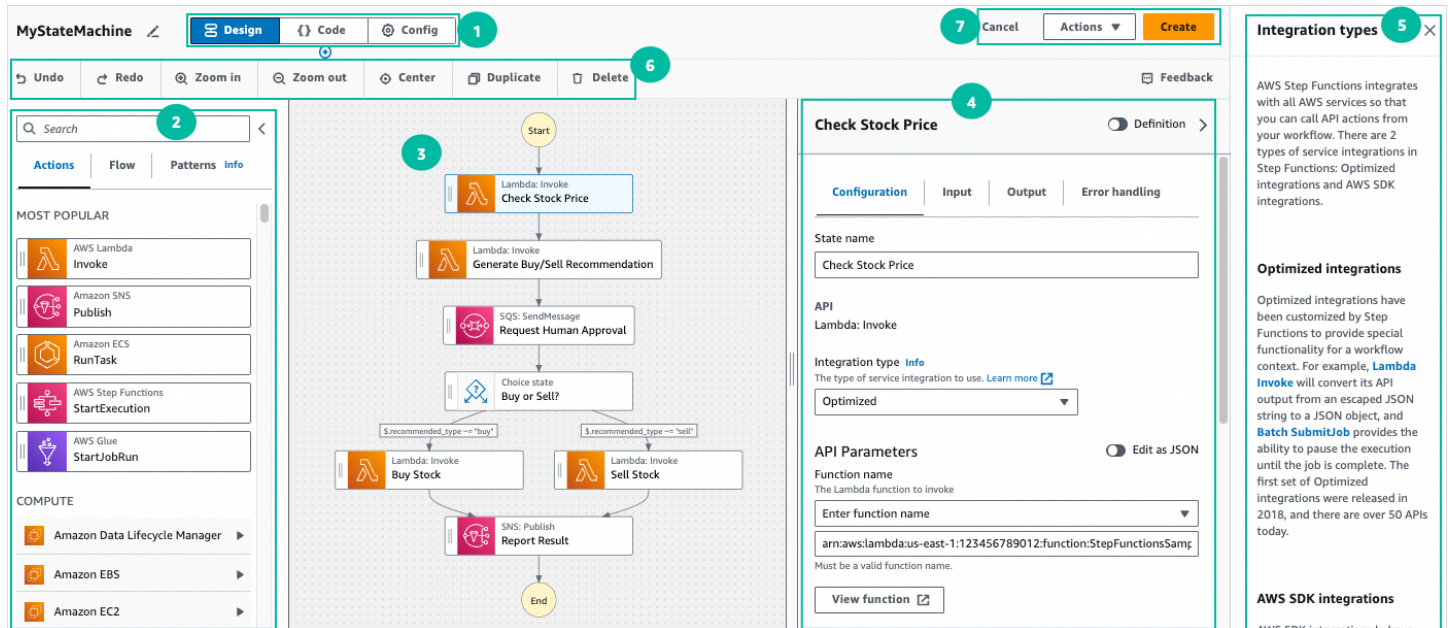 MyStateMachine
Design
{} Code
Config
1
7
Cancel
Actions
Create
Undo
Redo
Zoom in
Zoom out
Center
Duplicate
Delete
6
Feedback
2
Search
Actions
Flow
Patterns
Info
MOST POPULAR
AWS Lambda
Invoke
Amazon SNS
Publish
Amazon ECS
RunTask
AWS Step Functions
StartExecution
AWS Glue
StartJobRun
COMPUTE
Amazon Data Lifecycle Manager
Amazon EBS
Amazon EC2
3
Start
Lambda: Invoke
Check Stock Price
Lambda: Invoke
Generate Buy/Sell Recommendation
SQS: SendMessage
Request Human Approval
Choice state
Buy or Sell?
$.recommended_type == "buy"
$.recommended_type == "sell"
Lambda: Invoke
Buy Stock
Lambda: Invoke
Sell Stock
SNS: Publish
Report Result
End
4
Check Stock Price
Definition
Configuration
Input
Output
Error handling
State name
Check Stock Price
API
Lambda: Invoke
Integration type Info
The type of service integration to use. Learn more
Optimized
API Parameters
Edit as JSON
Function name
The Lambda function to invoke
Enter function name
arn:aws:lambda:us-east-1:123456789012:function:StepFunctionsSamp
Must be a valid function name.
View function
5
Integration types
AWS Step Functions integrates
with all AWS services so that
you can call API actions from
your workflow. There are 2
types of service integrations in
Step Functions: Optimized
integrations and AWS SDK
integrations.
Optimized integrations
Optimized integrations have
been customized by Step
Functions to provide special
functionality for a workflow
context. For example, Lambda
Invoke will convert its API
output from an escaped JSON
string to a JSON object, and
Batch SubmitJob provides the
ability to pause the execution
until the job is complete. The
first set of Optimized
integrations were released in
2018, and there are over 50 APIs
today.
AWS SDK integrations